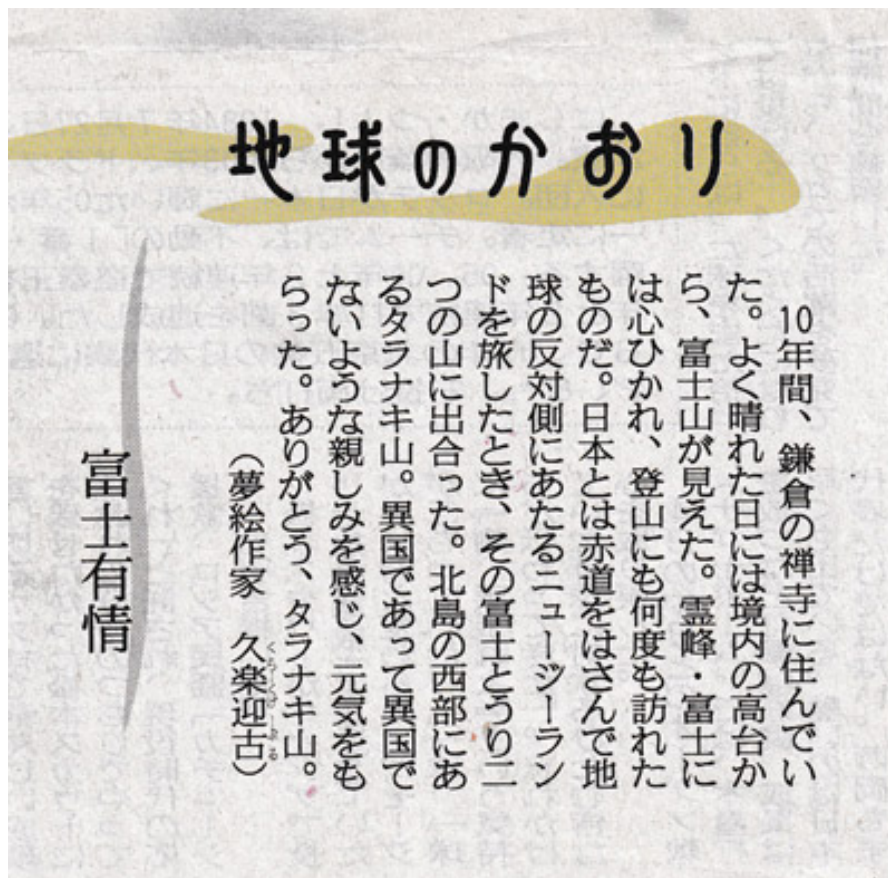 地球のかおり
富士有情
　10年間、鎌倉の禅寺に住んでい
た。よく晴れた日には境内の高台か
ら、富士山が見えた。霊峰・富士に
は心ひかれ、登山にも何度も訪れた
ものだ。日本とは赤道をはさんで地
球の反対側にあたるニュージーラン
ドを旅したとき、その富士とうり二
つの山に出合った。北島の西部にあ
るタラナキ山。異国であって異国で
ないような親しみを感じ、元気をも
らった。ありがとう、タラナキ山。
（夢絵作家　久楽迎古）